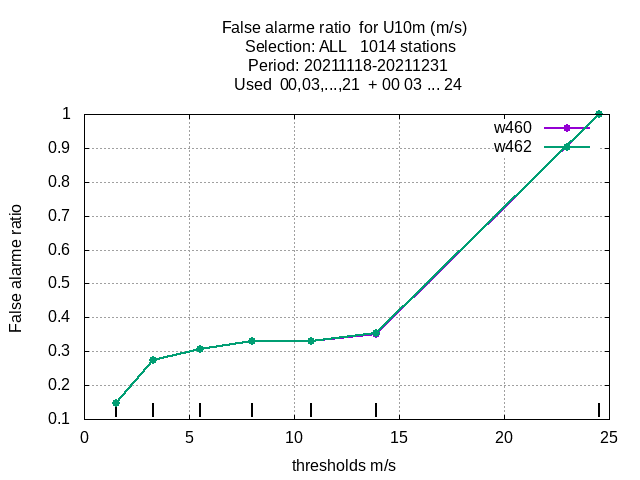 False alarme ratio  for U10m (m/s)
Selection: ALL   1014 stations
Period: 20211118-20211231
Used  00,03,...,21  + 00 03 ... 24
w460
w462
False alarme ratio
1
0.9
0.8
0.7
0.6
0.5
0.4
0.3
0.2
0.1
0 5 10 15 20 25
thresholds m/s